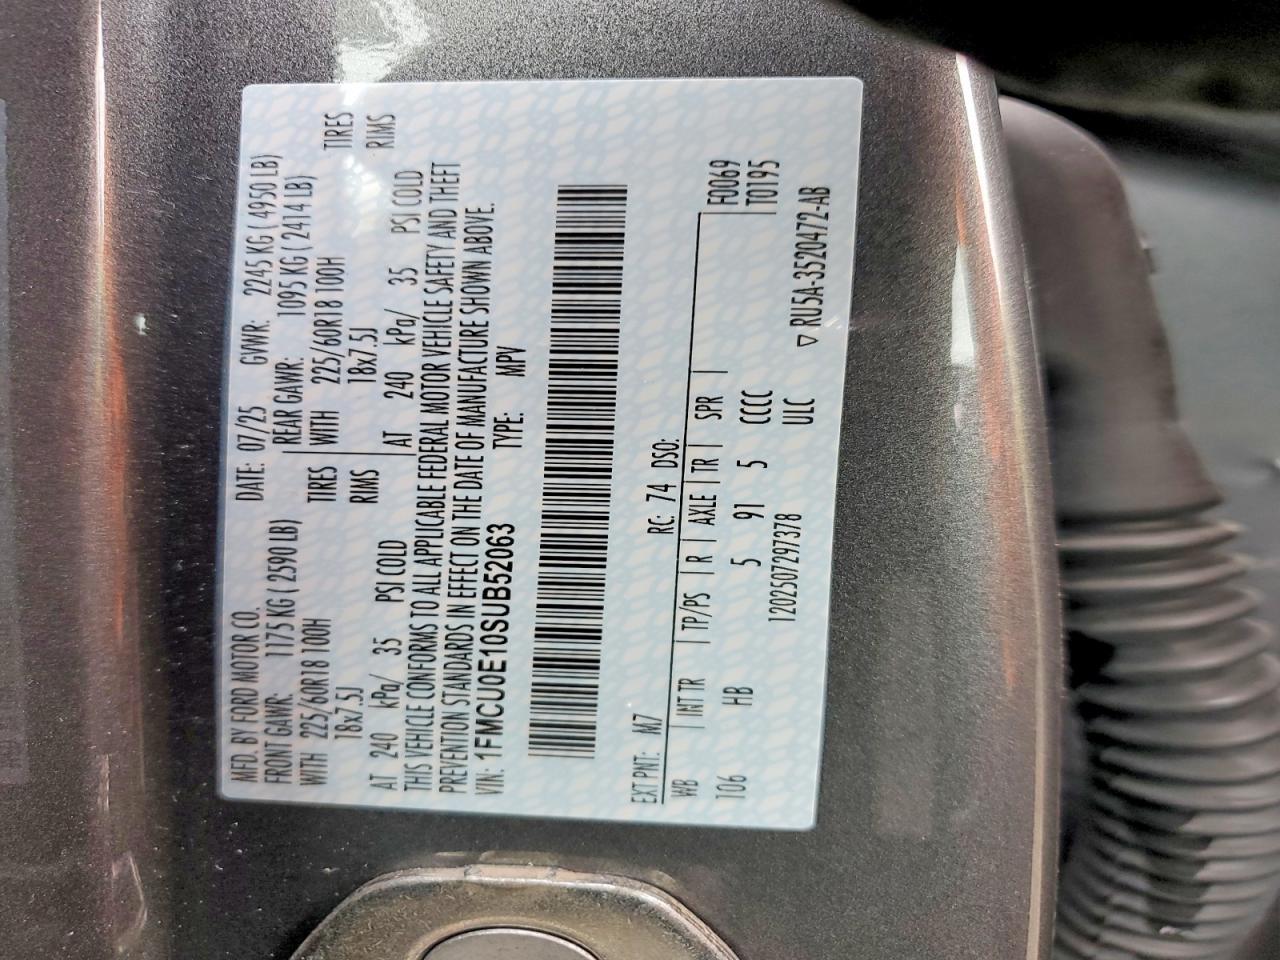 MFD. BY FORD MOTOR CO. DATE: 07/25 GVWR: 2245 KG ( 4950 LB)
FRONT GAWR: 1175 KG ( 2590 LB) REAR GAWR: 1095 KG ( 2414 LB)
WITH 225/60R18 100H TIRES WITH 225/60R18 100H TIRES
18x7.5J RIMS 18x7.5J RIMS
AT 240 kPa/ 35 PSI COLD AT 240 kPa/ 35 PSI COLD
THIS VEHICLE CONFORMS TO ALL APPLICABLE FEDERAL MOTOR VEHICLE SAFETY AND THEFT
PREVENTION STANDARDS IN EFFECT ON THE DATE OF MANUFACTURE SHOWN ABOVE.
VIN: 1FMCU0E10SUB52063 TYPE: MPV
EXT PNT: M7 RC: 74 DSO:
WB INT TR TP/PS R AXLE TR SPR F0069
106 HB 5 91 5 CCCC T0195
1202507297378 ULC
▽ RU5A-3520472-AB